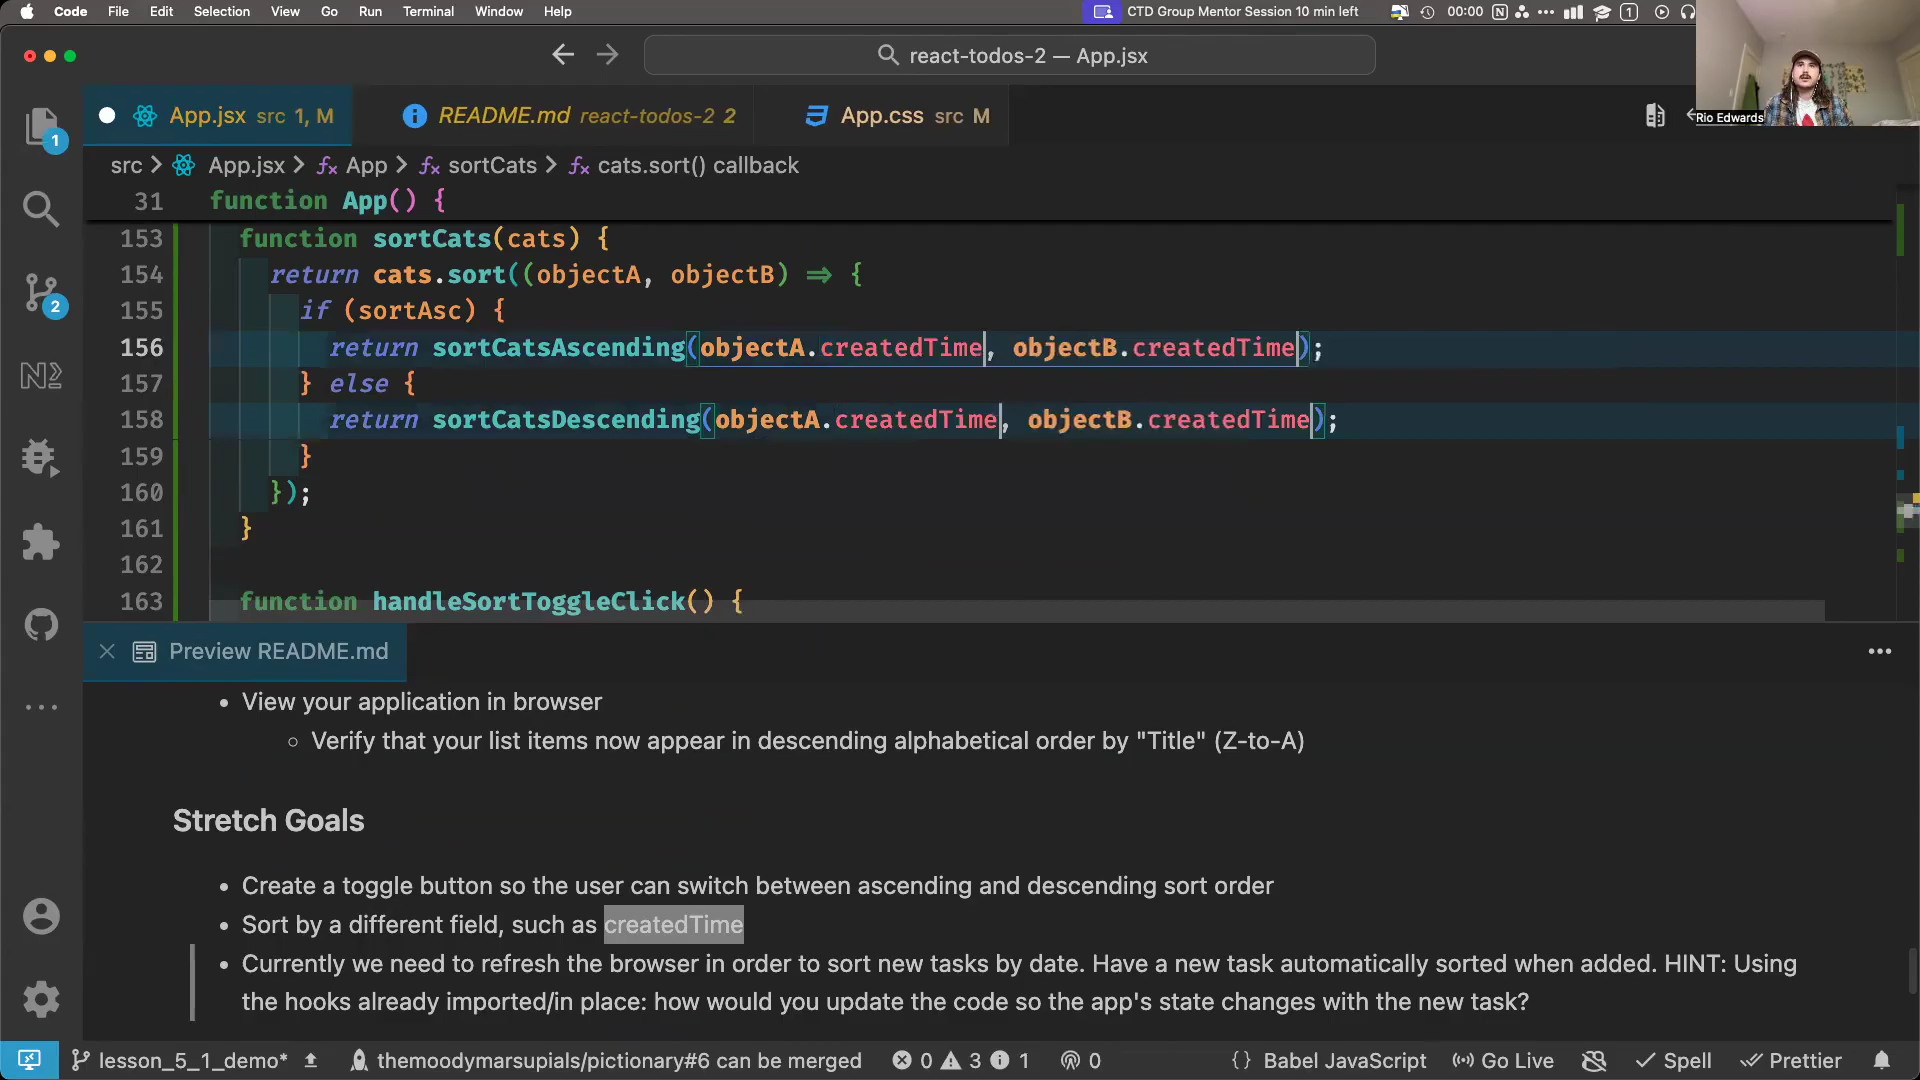 Code File Edit Selection View Go Run Terminal Window Help CTD Group Mentor Session 10 min left 00:00 1
react-todos-2 — App.jsx
App.jsx src 1, M README.md react-todos-2 2 App.css src M
Rio Edwards
src > App.jsx > App > sortCats > cats.sort() callback
31 function App() {
153 function sortCats(cats) {
154 return cats.sort((objectA, objectB) => {
155 if (sortAsc) {
156 return sortCatsAscending(objectA.createdTime, objectB.createdTime);
157 } else {
158 return sortCatsDescending(objectA.createdTime, objectB.createdTime);
159 }
160 });
161 }
162
163 function handleSortToggleClick() {
1
2
Preview README.md
• View your application in browser
○ Verify that your list items now appear in descending alphabetical order by "Title" (Z-to-A)
Stretch Goals
• Create a toggle button so the user can switch between ascending and descending sort order
• Sort by a different field, such as createdTime
• Currently we need to refresh the browser in order to sort new tasks by date. Have a new task automatically sorted when added. HINT: Using
the hooks already imported/in place: how would you update the code so the app's state changes with the new task?
lesson_5_1_demo* themoodymarsupials/pictionary#6 can be merged 0 3 1 0 {} Babel JavaScript Go Live Spell Prettier